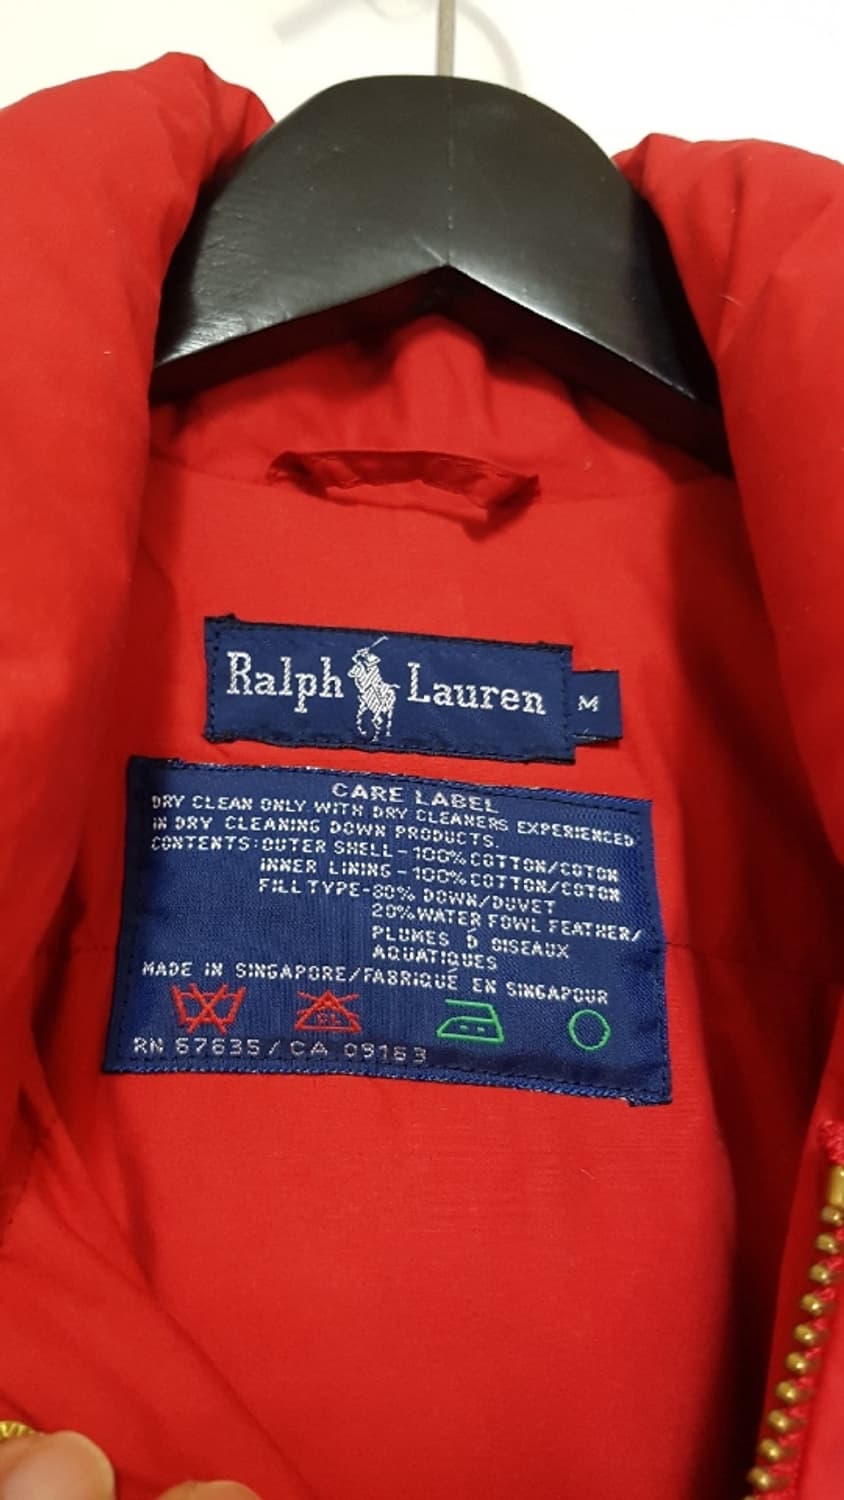 Ralph Lauren M
CARE LABEL
DRY CLEAN ONLY WITH DRY CLEANERS EXPERIENCED
IN DRY CLEANING DOWN PRODUCTS.
CONTENTS: OUTER SHELL-100% COTTON/COTON
INNER LINING-100% COTTON/COTON
FILL TYPE-80% DOWN/DUVET
20% WATER FOWL FEATHER/
PLUMES D́ OISEAUX
AQUATIQUES
MADE IN SINGAPORE/FABRIQUÉ EN SINGAPOUR
CL
RN 67635/CA 09163